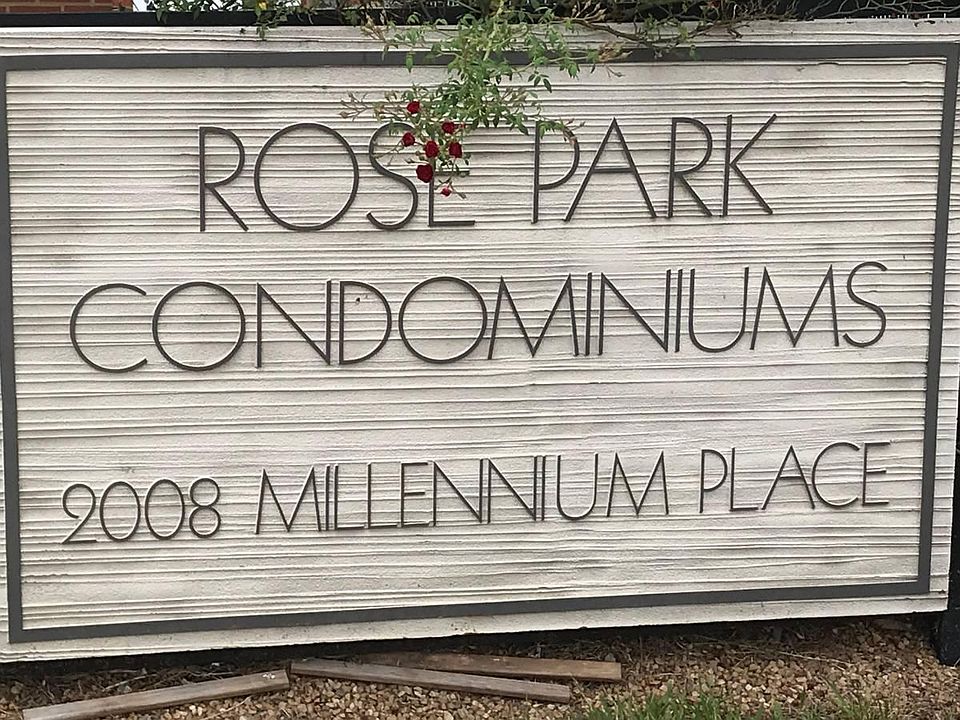 ROSE PARK
CONDOMINIUMS
2008 MILLENNIUM PLACE